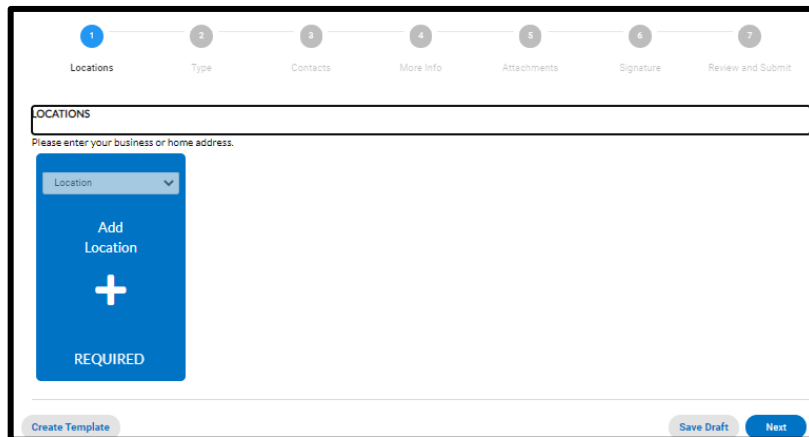 1 2 3 4 5 6 7
Locations Type Contacts More Info Attachments Signature Review and Submit
LOCATIONS
Please enter your business or home address.
Location
Add
Location
REQUIRED
Create Template Save Draft Next